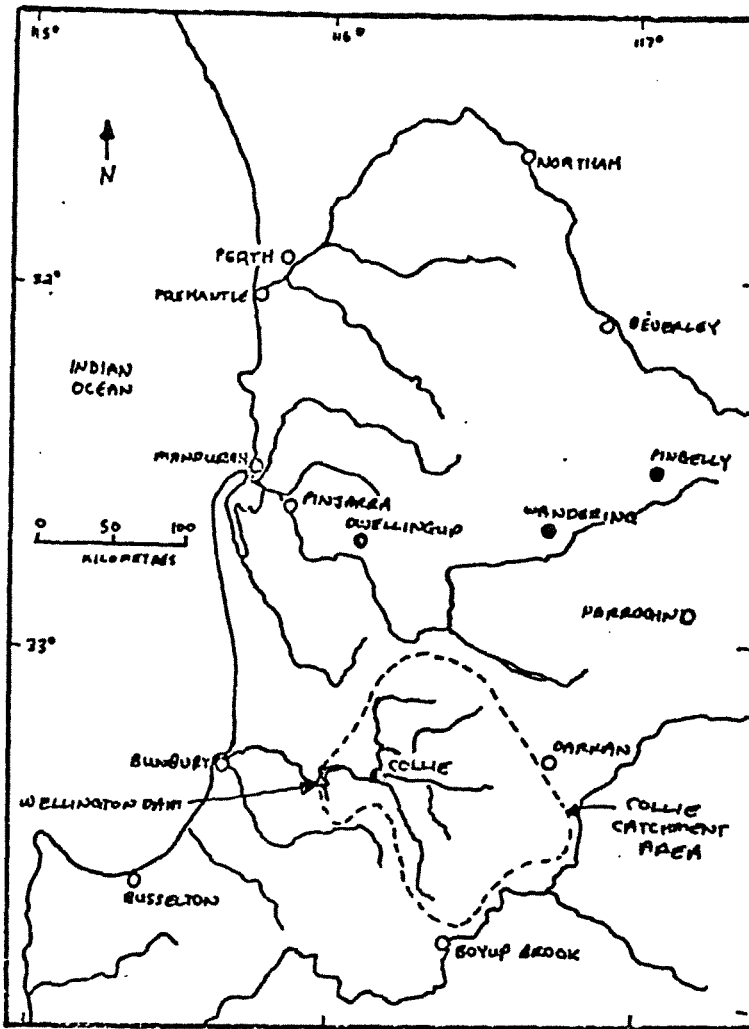 115°
116°
117°
N
NORTHAM
PERTH
32°
FREMANTLE
BEVERLEY
INDIAN
OCEAN
MANDURAH
PINGELLY
PINJARRA
WANDERING
0 50 100
DWELLINGUP
KILOMETRES
NARROGIN
33°
BUNBURY
COLLIE
DARKAN
WELLINGTON DAM
COLLIE
CATCHMENT
AREA
BUSSELTON
BOYUP BROOK